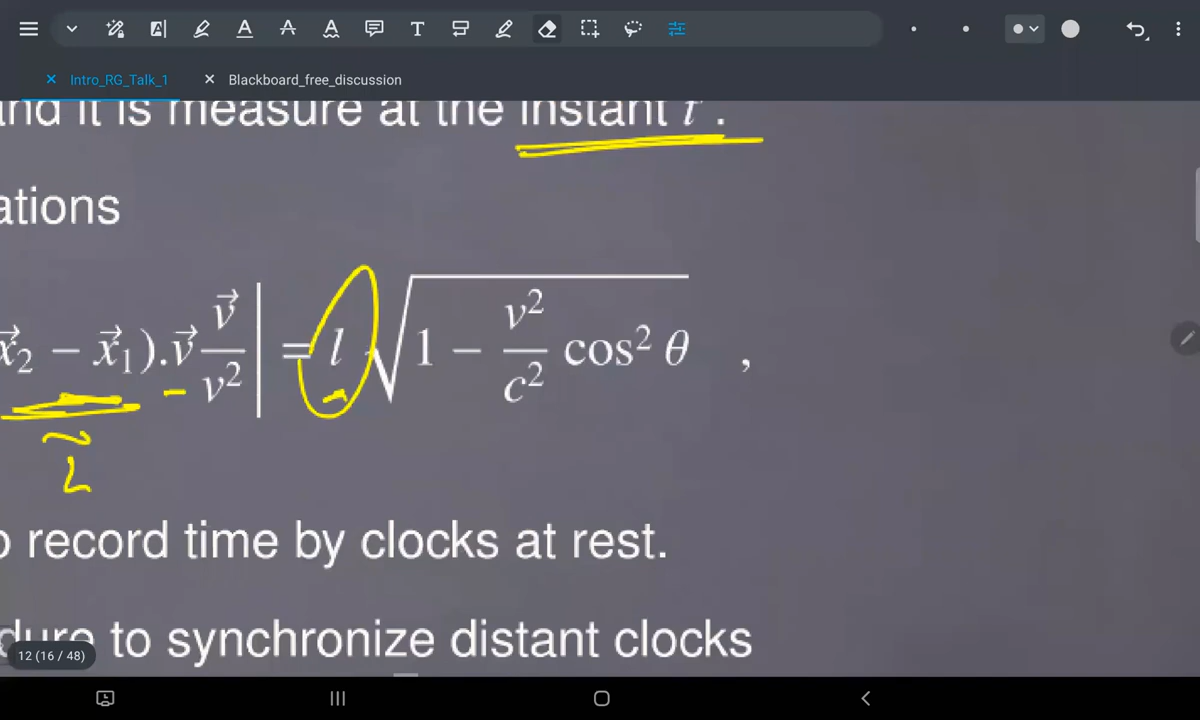 T
Intro_RG_Talk_1
Blackboard_free_discussion
and it is measure at the instant t' .
ations
x⃗₂ − x⃗₁).v⃗ v⃗/v² | = l √(1 − v²/c² cos² θ) ,
o record time by clocks at rest.
dure to synchronize distant clocks
12 (16 / 48)